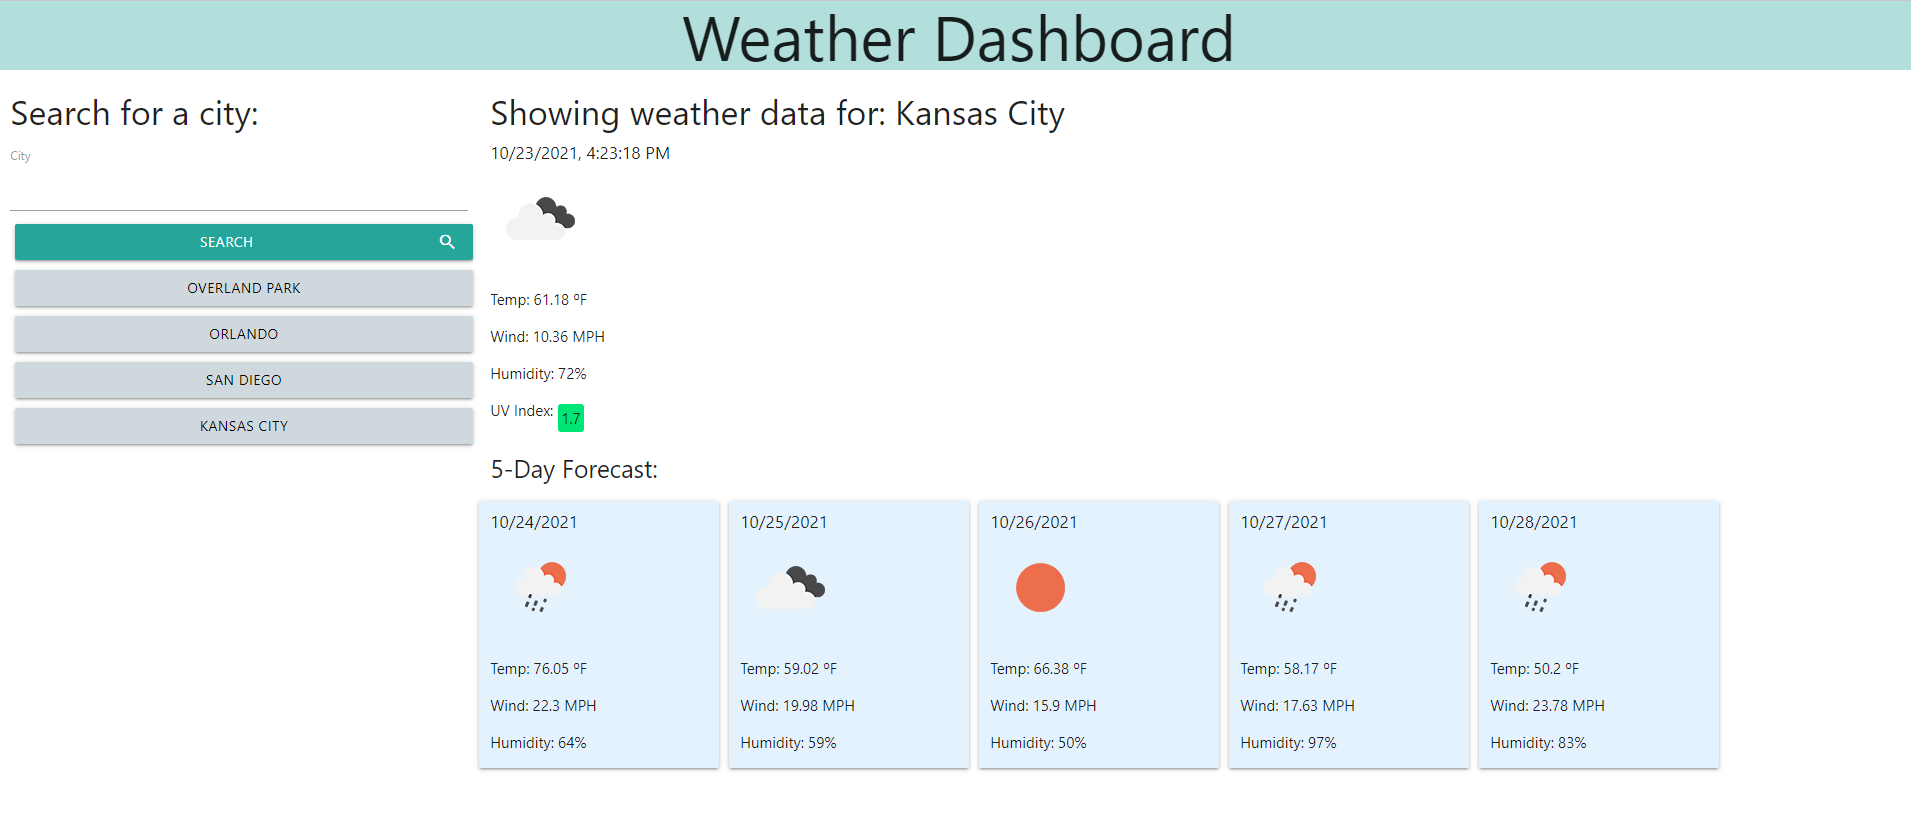 Weather Dashboard
Search for a city:
City
SEARCH
OVERLAND PARK
ORLANDO
SAN DIEGO
KANSAS CITY
Showing weather data for: Kansas City
10/23/2021, 4:23:18 PM
Temp: 61.18 ºF
Wind: 10.36 MPH
Humidity: 72%
UV Index: 1.7
5-Day Forecast:
10/24/2021
Temp: 76.05 ºF
Wind: 22.3 MPH
Humidity: 64%
10/25/2021
Temp: 59.02 ºF
Wind: 19.98 MPH
Humidity: 59%
10/26/2021
Temp: 66.38 ºF
Wind: 15.9 MPH
Humidity: 50%
10/27/2021
Temp: 58.17 ºF
Wind: 17.63 MPH
Humidity: 97%
10/28/2021
Temp: 50.2 ºF
Wind: 23.78 MPH
Humidity: 83%